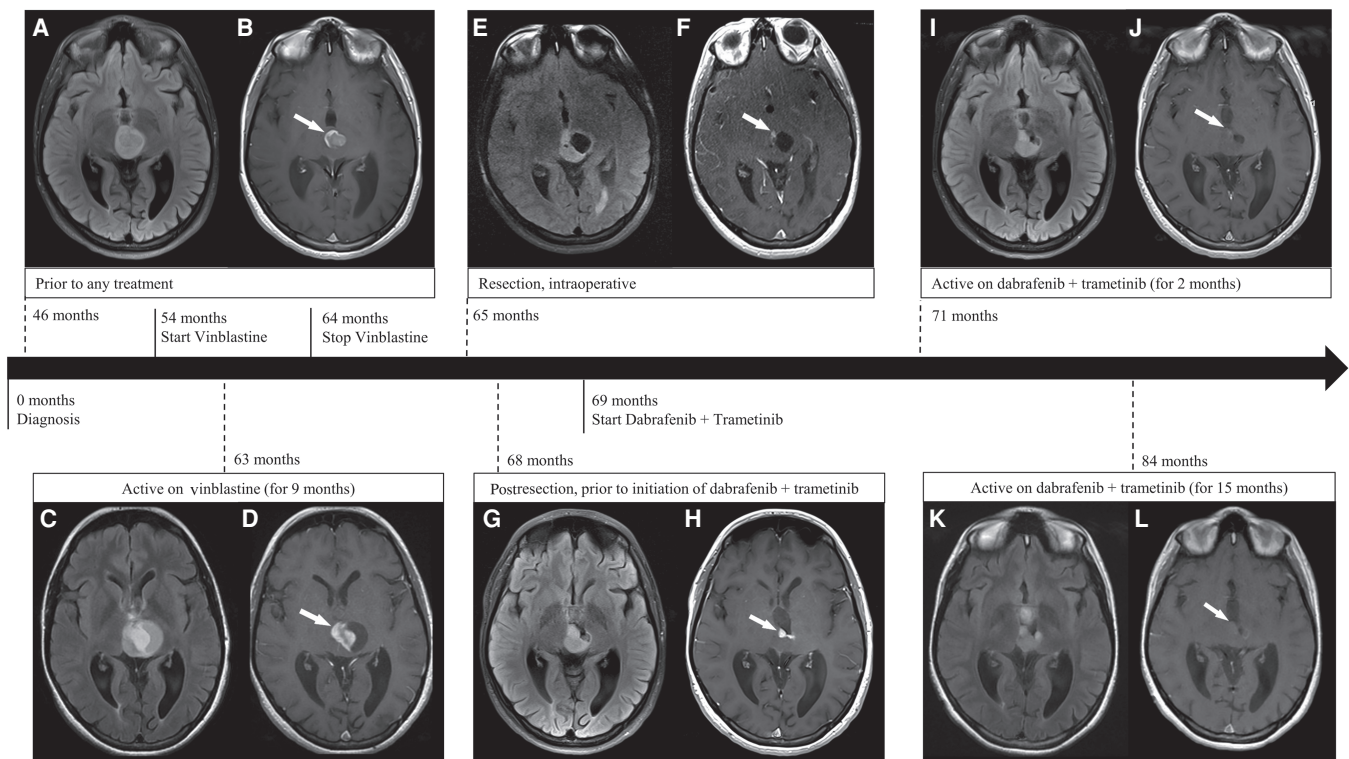 A
B
E
F
I
J
Prior to any treatment
Resection, intraoperative
Active on dabrafenib + trametinib (for 2 months)
46 months
54 months
Start Vinblastine
64 months
Stop Vinblastine
65 months
71 months
0 months
Diagnosis
69 months
Start Dabrafenib + Trametinib
63 months
68 months
84 months
Active on vinblastine (for 9 months)
Postresection, prior to initiation of dabrafenib + trametinib
Active on dabrafenib + trametinib (for 15 months)
C
D
G
H
K
L